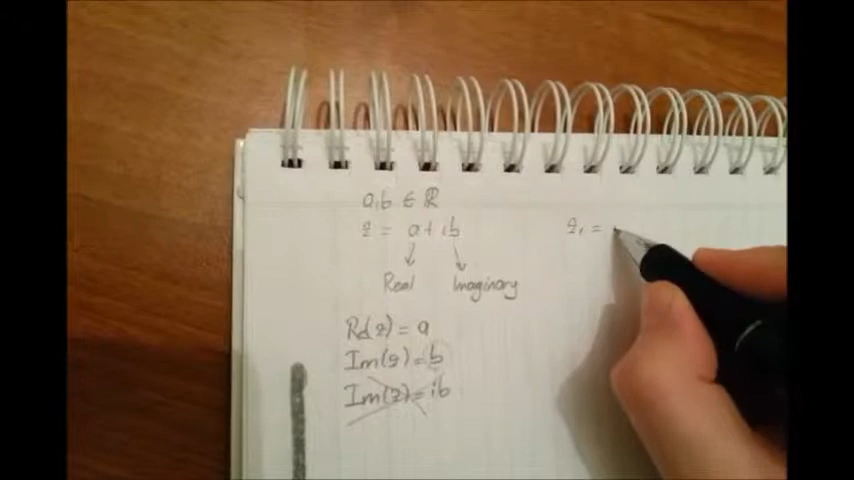 a,b ∈ ℝ
z = a + ib
Real Imaginary
Re(z) = a
Im(z) = b
Im(z) = ib
z₁ =